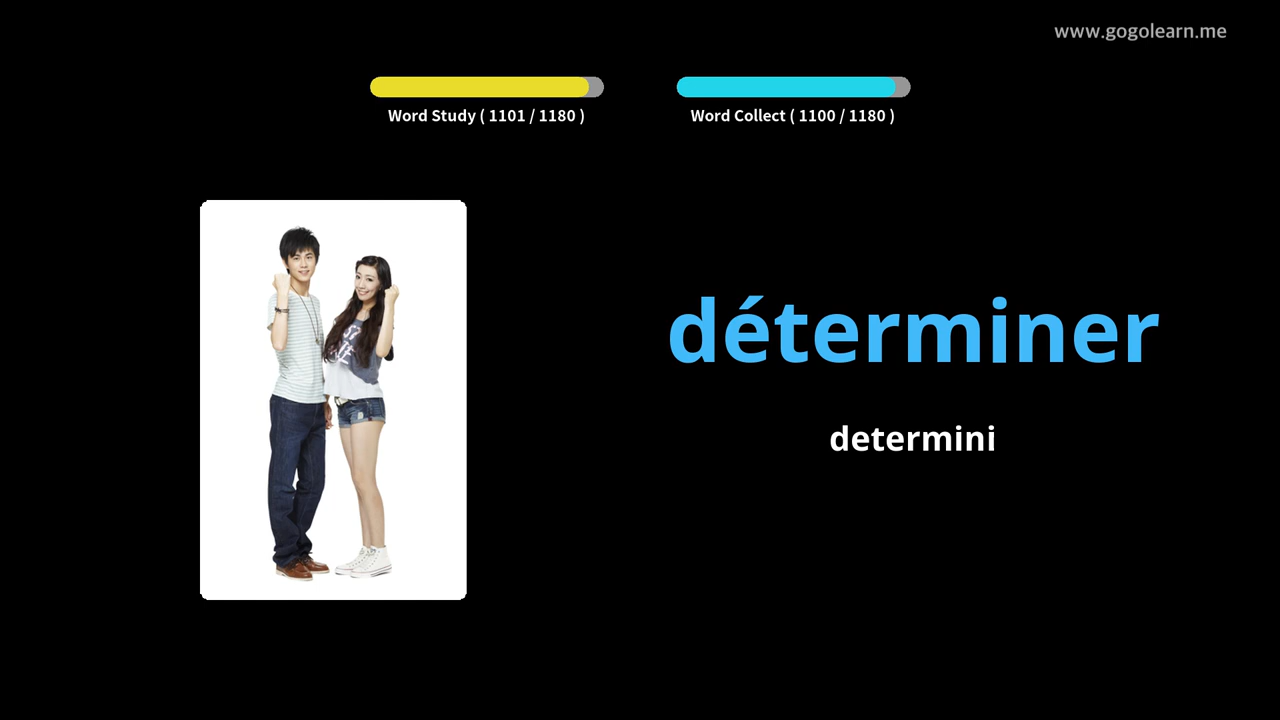 www.gogolearn.me
Word Study ( 1101 / 1180 )
Word Collect ( 1100 / 1180 )
déterminer
determini